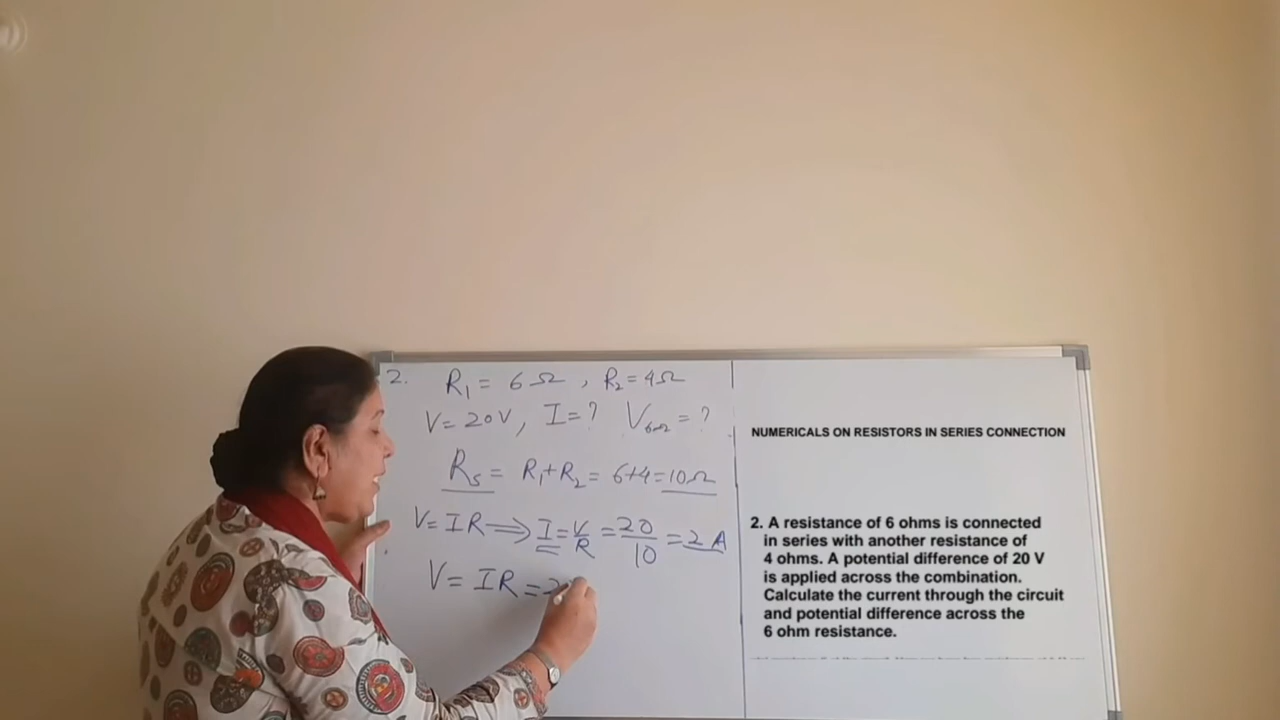 2. R₁ = 6Ω , R₂ = 4Ω
V = 20V , I = ? V₆Ω = ?
Rs = R₁+R₂ = 6+4 = 10Ω
V = IR ⟹ I = V/R = 20/10 = 2 A
V = IR = 2
NUMERICALS ON RESISTORS IN SERIES CONNECTION
2. A resistance of 6 ohms is connected
in series with another resistance of
4 ohms. A potential difference of 20 V
is applied across the combination.
Calculate the current through the circuit
and potential difference across the
6 ohm resistance.